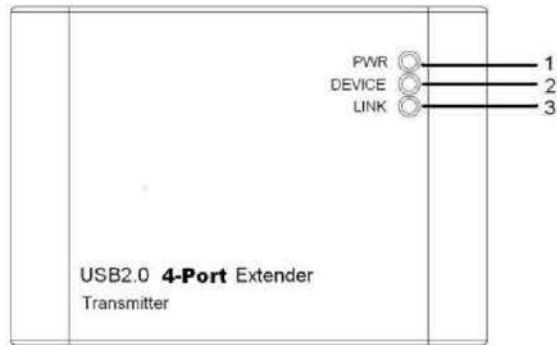 PWR 1
DEVICE 2
LINK 3
USB2.0 4-Port Extender
Transmitter